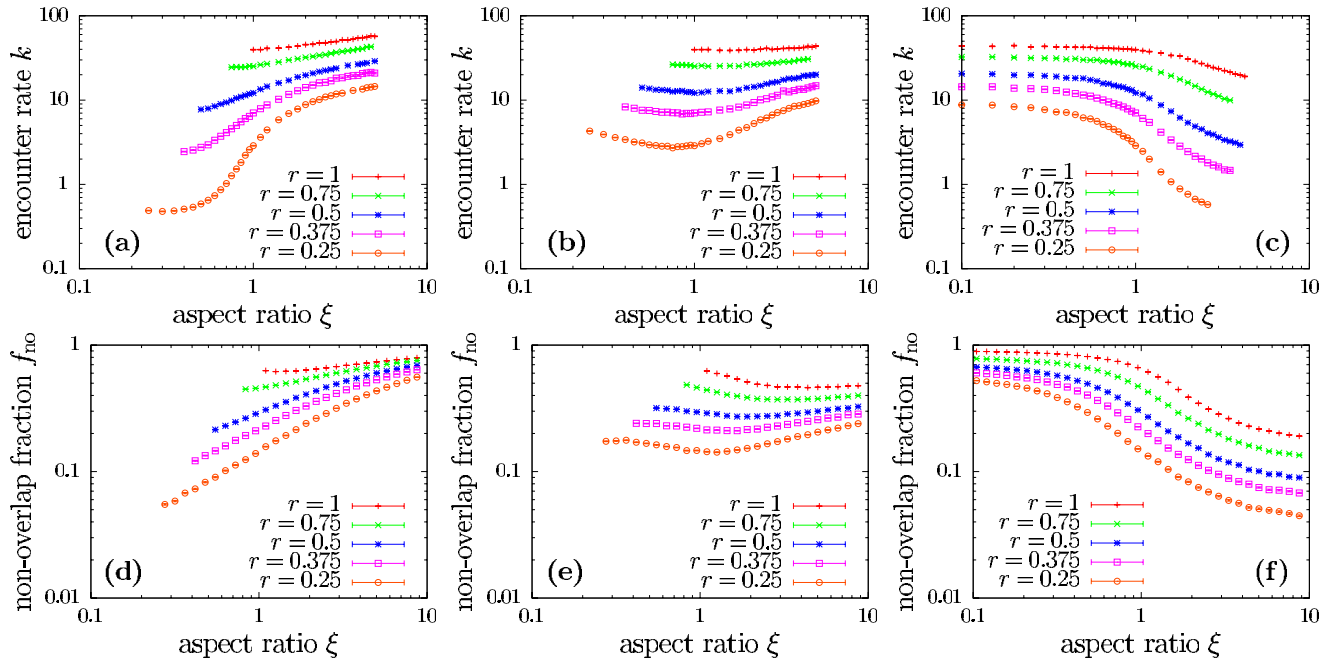 100
10
1
0.1
0.1 1 10
encounter rate k
aspect ratio ξ
(a)
r = 1
r = 0.75
r = 0.5
r = 0.375
r = 0.25
100
10
1
0.1
0.1 1 10
encounter rate k
aspect ratio ξ
(b)
r = 1
r = 0.75
r = 0.5
r = 0.375
r = 0.25
100
10
1
0.1
0.1 1 10
encounter rate k
aspect ratio ξ
(c)
r = 1
r = 0.75
r = 0.5
r = 0.375
r = 0.25
1
0.1
0.01
0.1 1 10
non-overlap fraction fno
aspect ratio ξ
(d)
r = 1
r = 0.75
r = 0.5
r = 0.375
r = 0.25
1
0.1
0.01
0.1 1 10
non-overlap fraction fno
aspect ratio ξ
(e)
r = 1
r = 0.75
r = 0.5
r = 0.375
r = 0.25
1
0.1
0.01
0.1 1 10
non-overlap fraction fno
aspect ratio ξ
(f)
r = 1
r = 0.75
r = 0.5
r = 0.375
r = 0.25